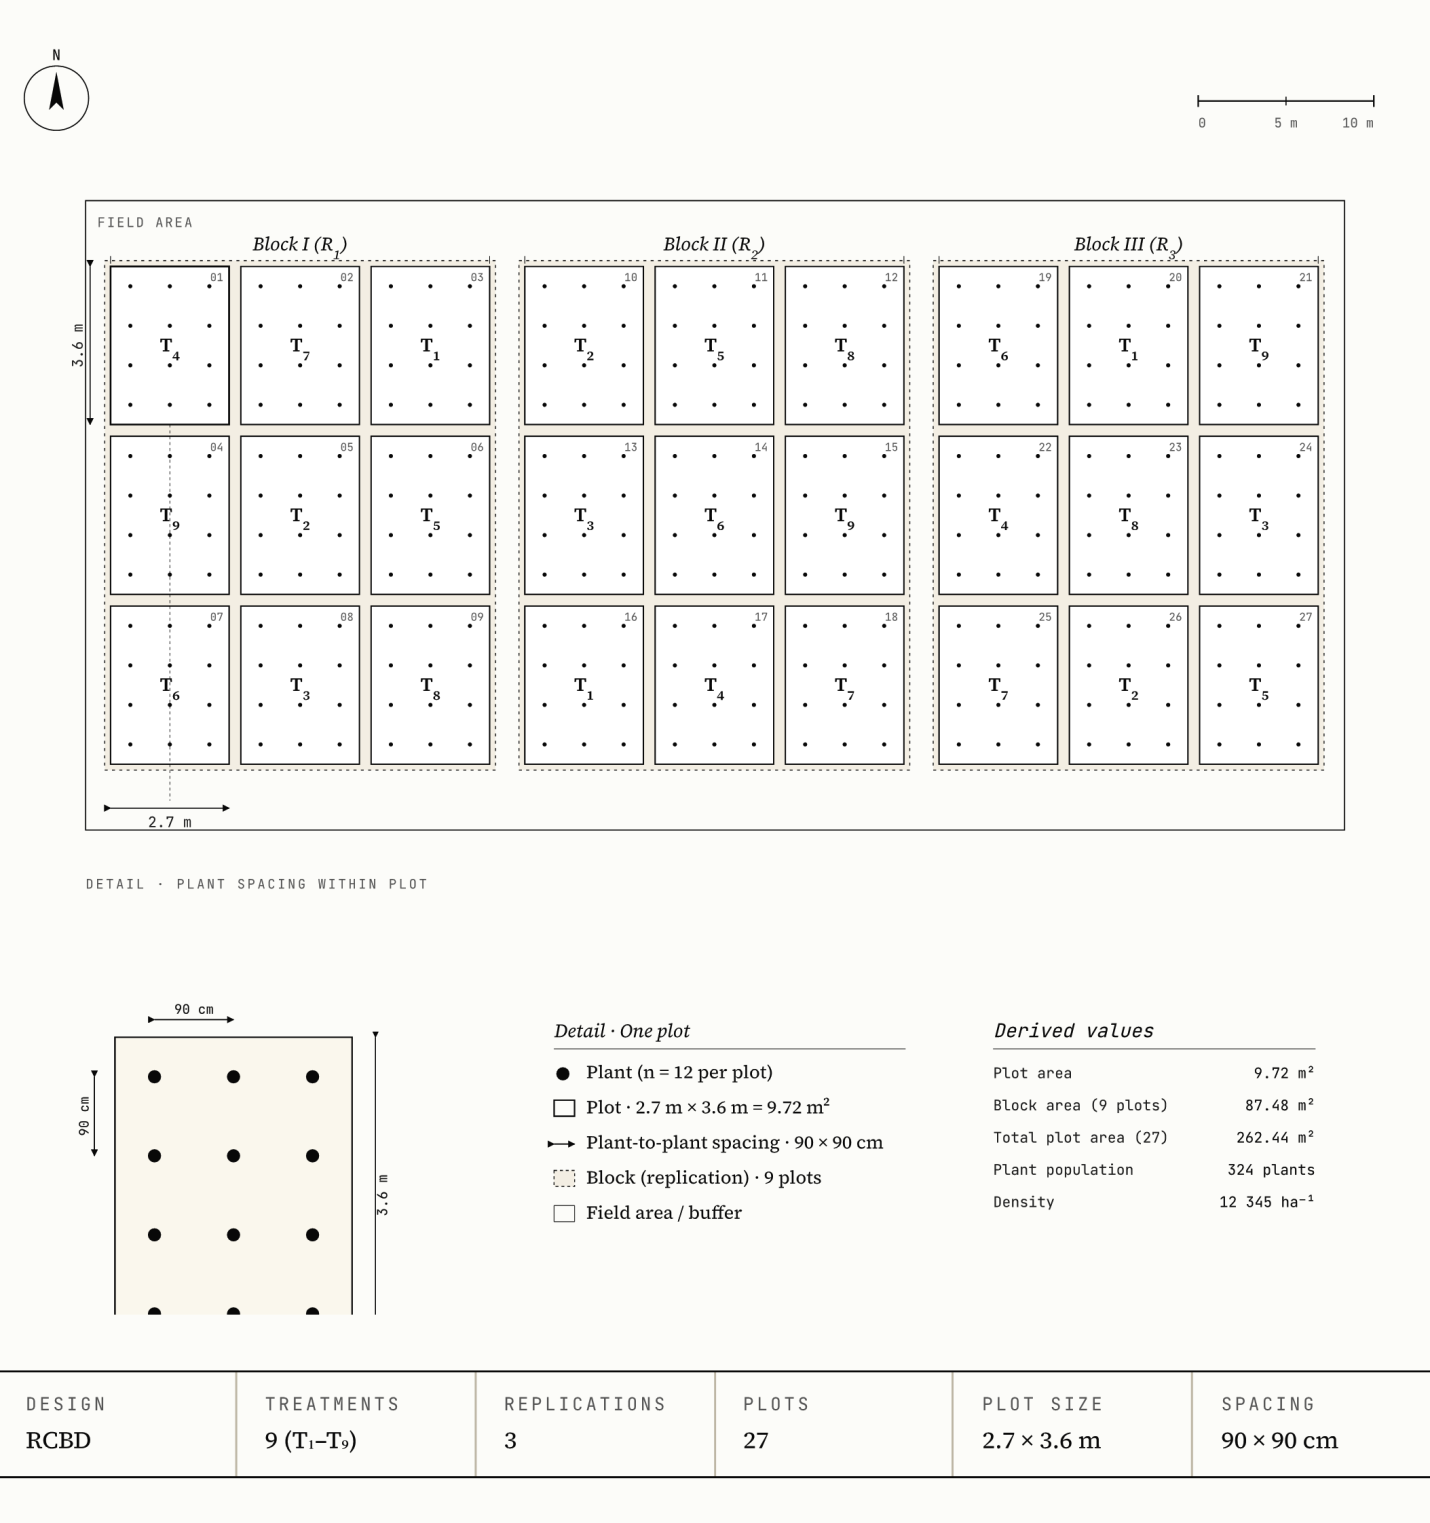 N
0 5 m 10 m
FIELD AREA
Block I (R₁) Block II (R₂) Block III (R₃)
01 02 03 10 11 12 19 20 21
3.6 m
T₄ T₇ T₁ T₂ T₅ T₈ T₆ T₁ T₉
04 05 06 13 14 15 22 23 24
T₉ T₂ T₅ T₃ T₆ T₉ T₄ T₈ T₃
07 08 09 16 17 18 25 26 27
T₆ T₃ T₈ T₁ T₄ T₇ T₇ T₂ T₅
2.7 m
DETAIL · PLANT SPACING WITHIN PLOT
90 cm
90 cm
3.6 m
Detail · One plot
Plant (n = 12 per plot)
Plot · 2.7 m × 3.6 m = 9.72 m²
Plant-to-plant spacing · 90 × 90 cm
Block (replication) · 9 plots
Field area / buffer
Derived values
Plot area 9.72 m²
Block area (9 plots) 87.48 m²
Total plot area (27) 262.44 m²
Plant population 324 plants
Density 12 345 ha⁻¹
DESIGN TREATMENTS REPLICATIONS PLOTS PLOT SIZE SPACING
RCBD 9 (T₁–T₉) 3 27 2.7 × 3.6 m 90 × 90 cm